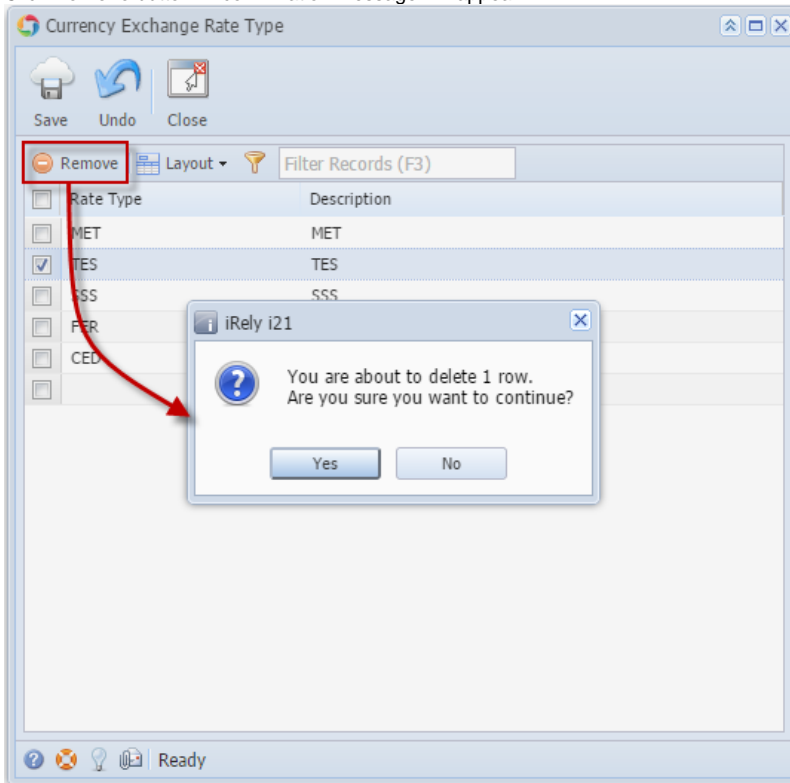 Currency Exchange Rate Type
Save Undo Close
Remove Layout Filter Records (F3)
Rate Type Description
MET MET
TES TES
SSS SSS
FER
CED
iRely i21
You are about to delete 1 row.
Are you sure you want to continue?
Yes No
Ready